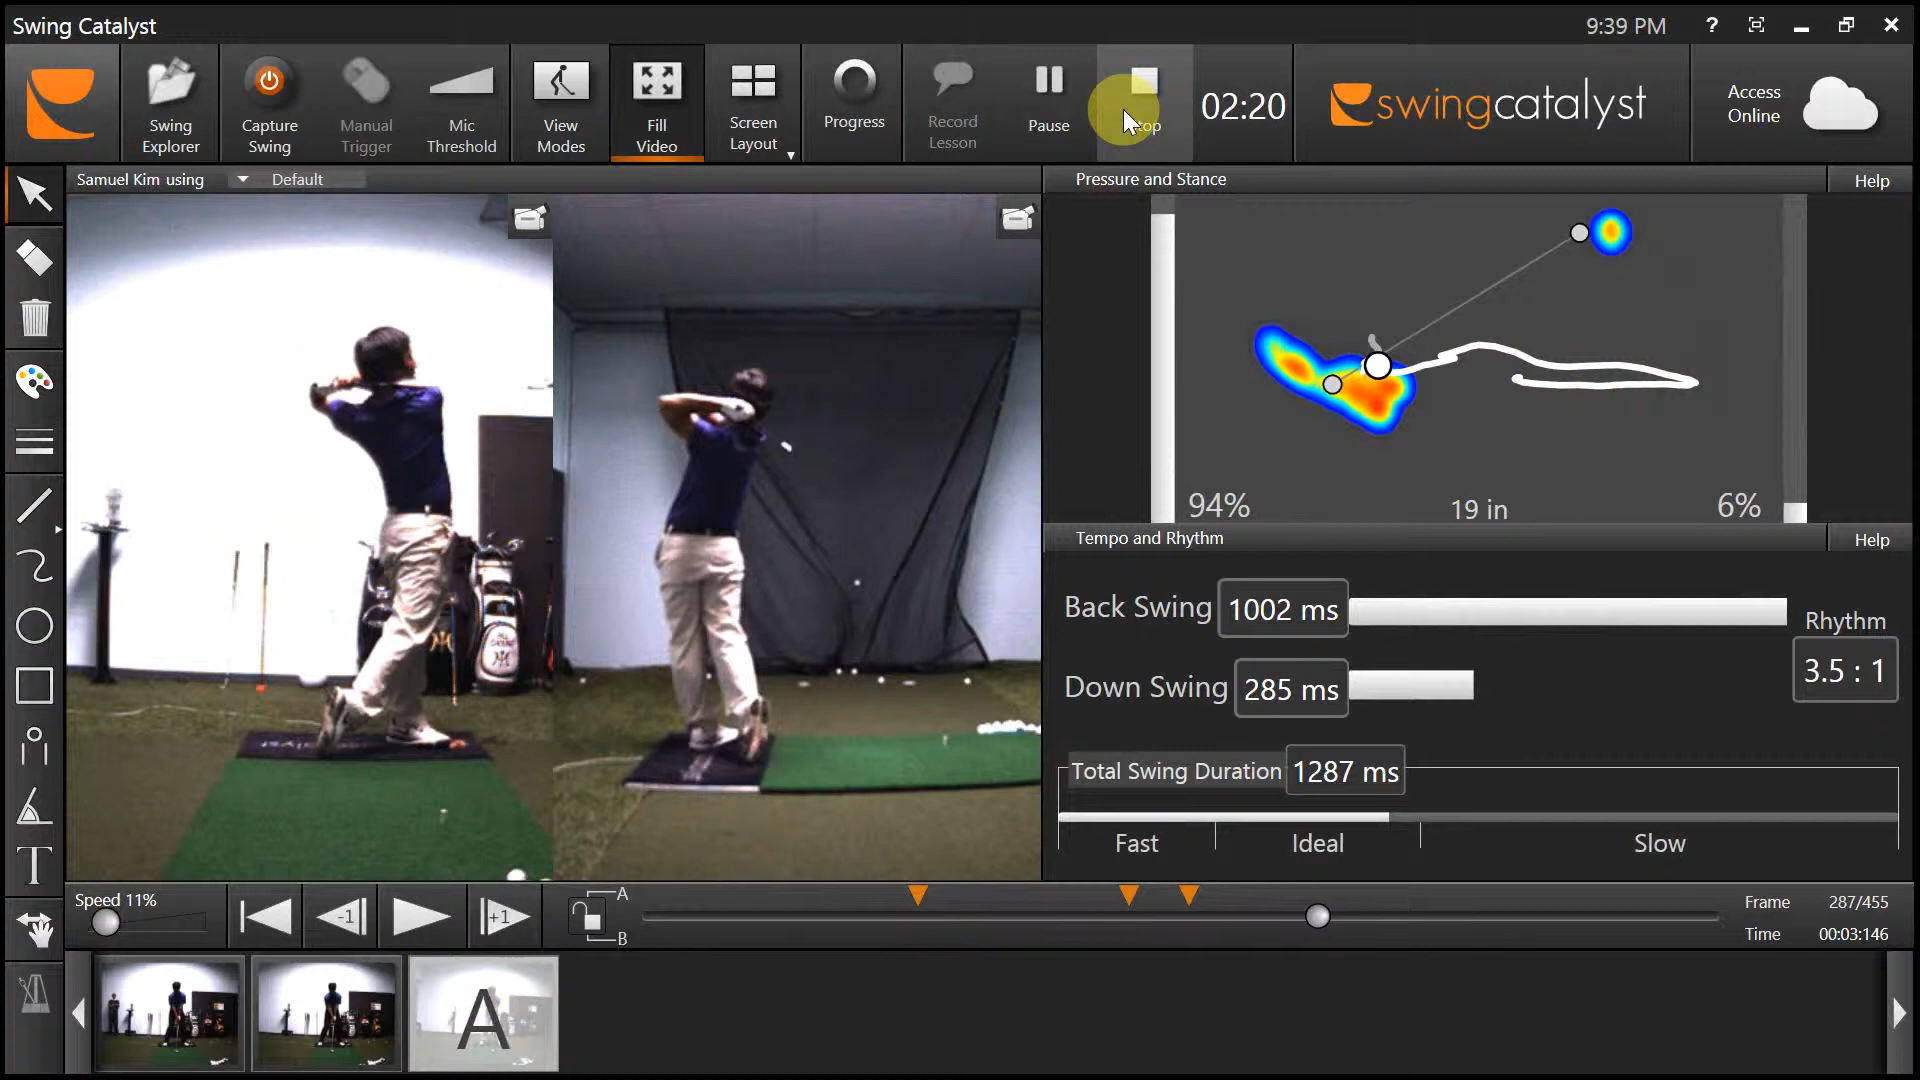 Swing Catalyst
9:39 PM
?
Swing
Explorer
Capture
Swing
Manual
Trigger
Mic
Threshold
View
Modes
Fill
Video
Screen
Layout
Progress
Record
Lesson
Pause
Stop
02:20
swingcatalyst
Access
Online
Samuel Kim using
Default
Pressure and Stance
Help
94%
19 in
6%
Tempo and Rhythm
Help
Back Swing
1002 ms
Down Swing
285 ms
Rhythm
3.5 : 1
Total Swing Duration
1287 ms
Fast
Ideal
Slow
T
Speed 11%
-1
+1
A
B
Frame
287/455
Time
00:03:146
A